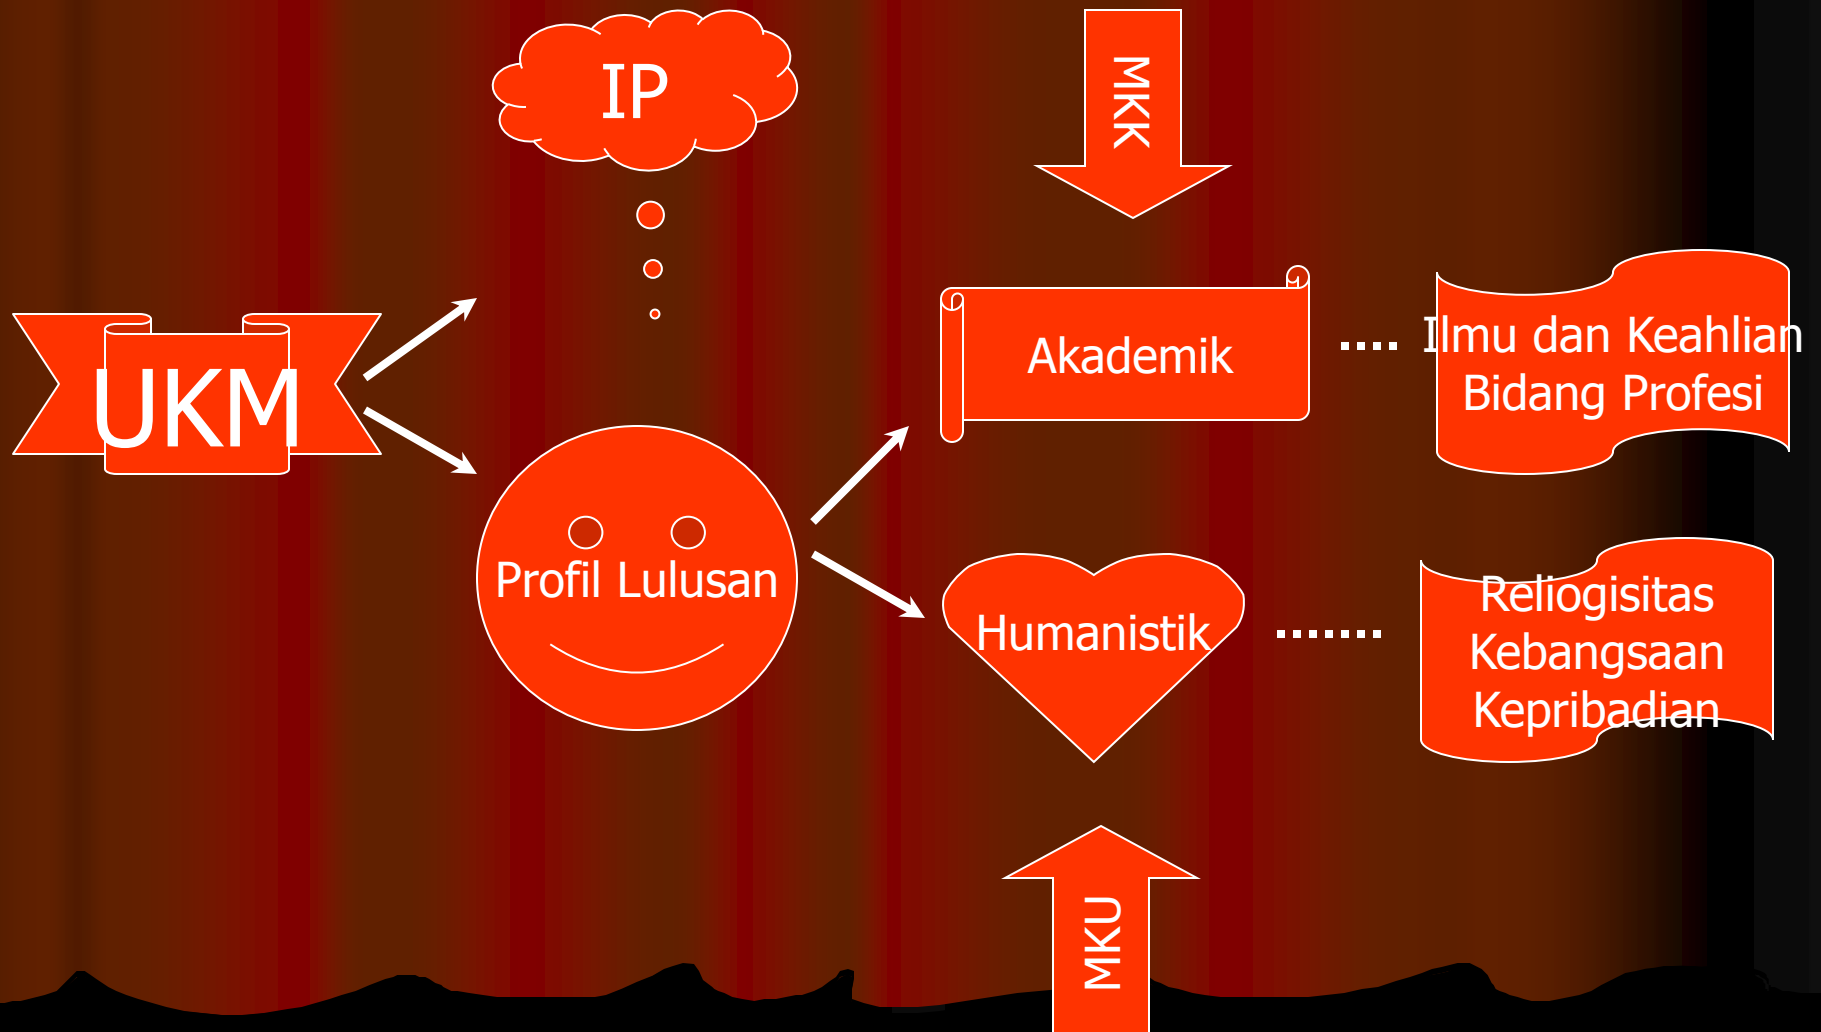 IP
MKK
UKM
Akademik
Ilmu dan Keahlian
Bidang Profesi
Profil Lulusan
Humanistik
Reliogisitas
Kebangsaan
Kepribadian
MKU